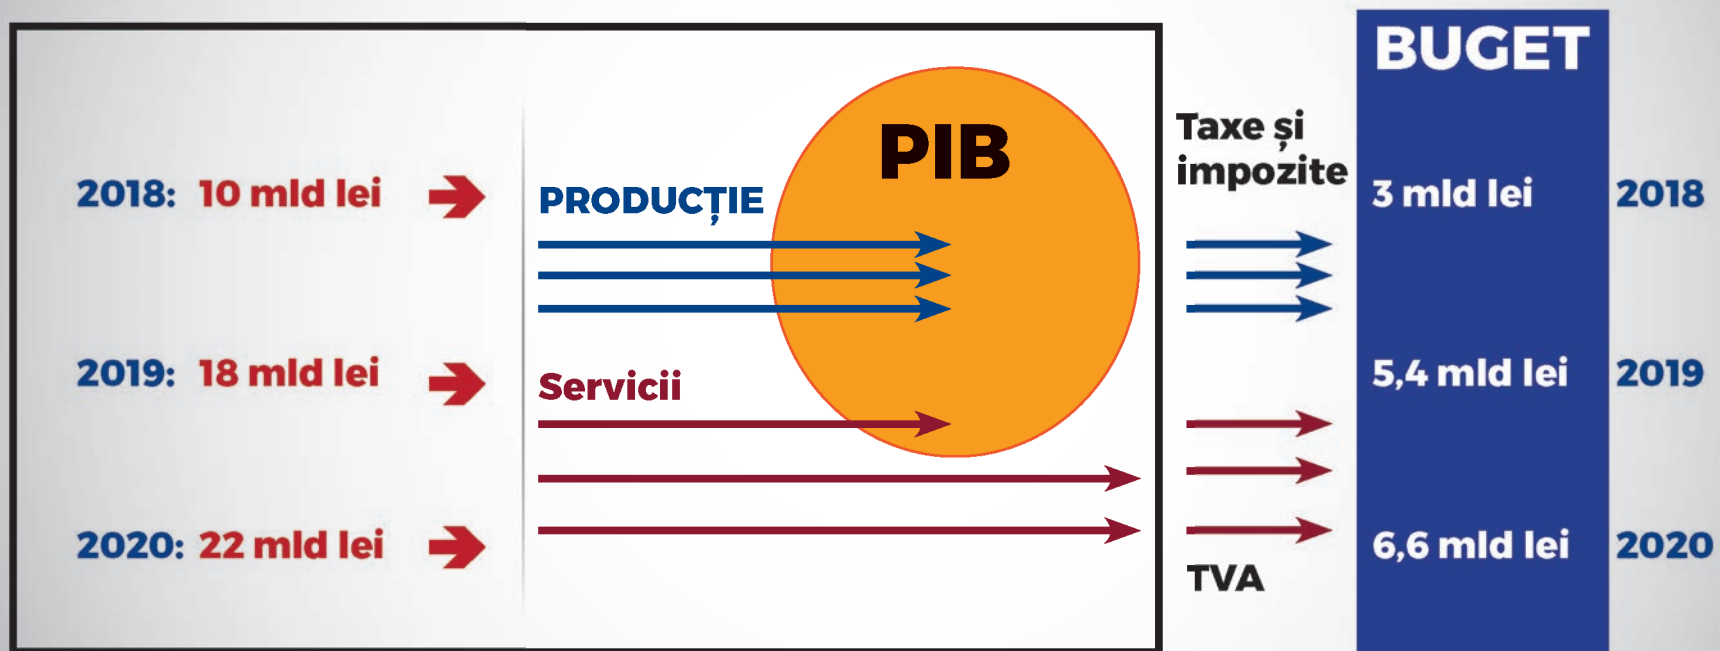 BUGET
PIB
Taxe și
impozite
2018: 10 mld lei
PRODUCȚIE
3 mld lei 2018
2019: 18 mld lei
Servicii
5,4 mld lei 2019
2020: 22 mld lei
6,6 mld lei 2020
TVA